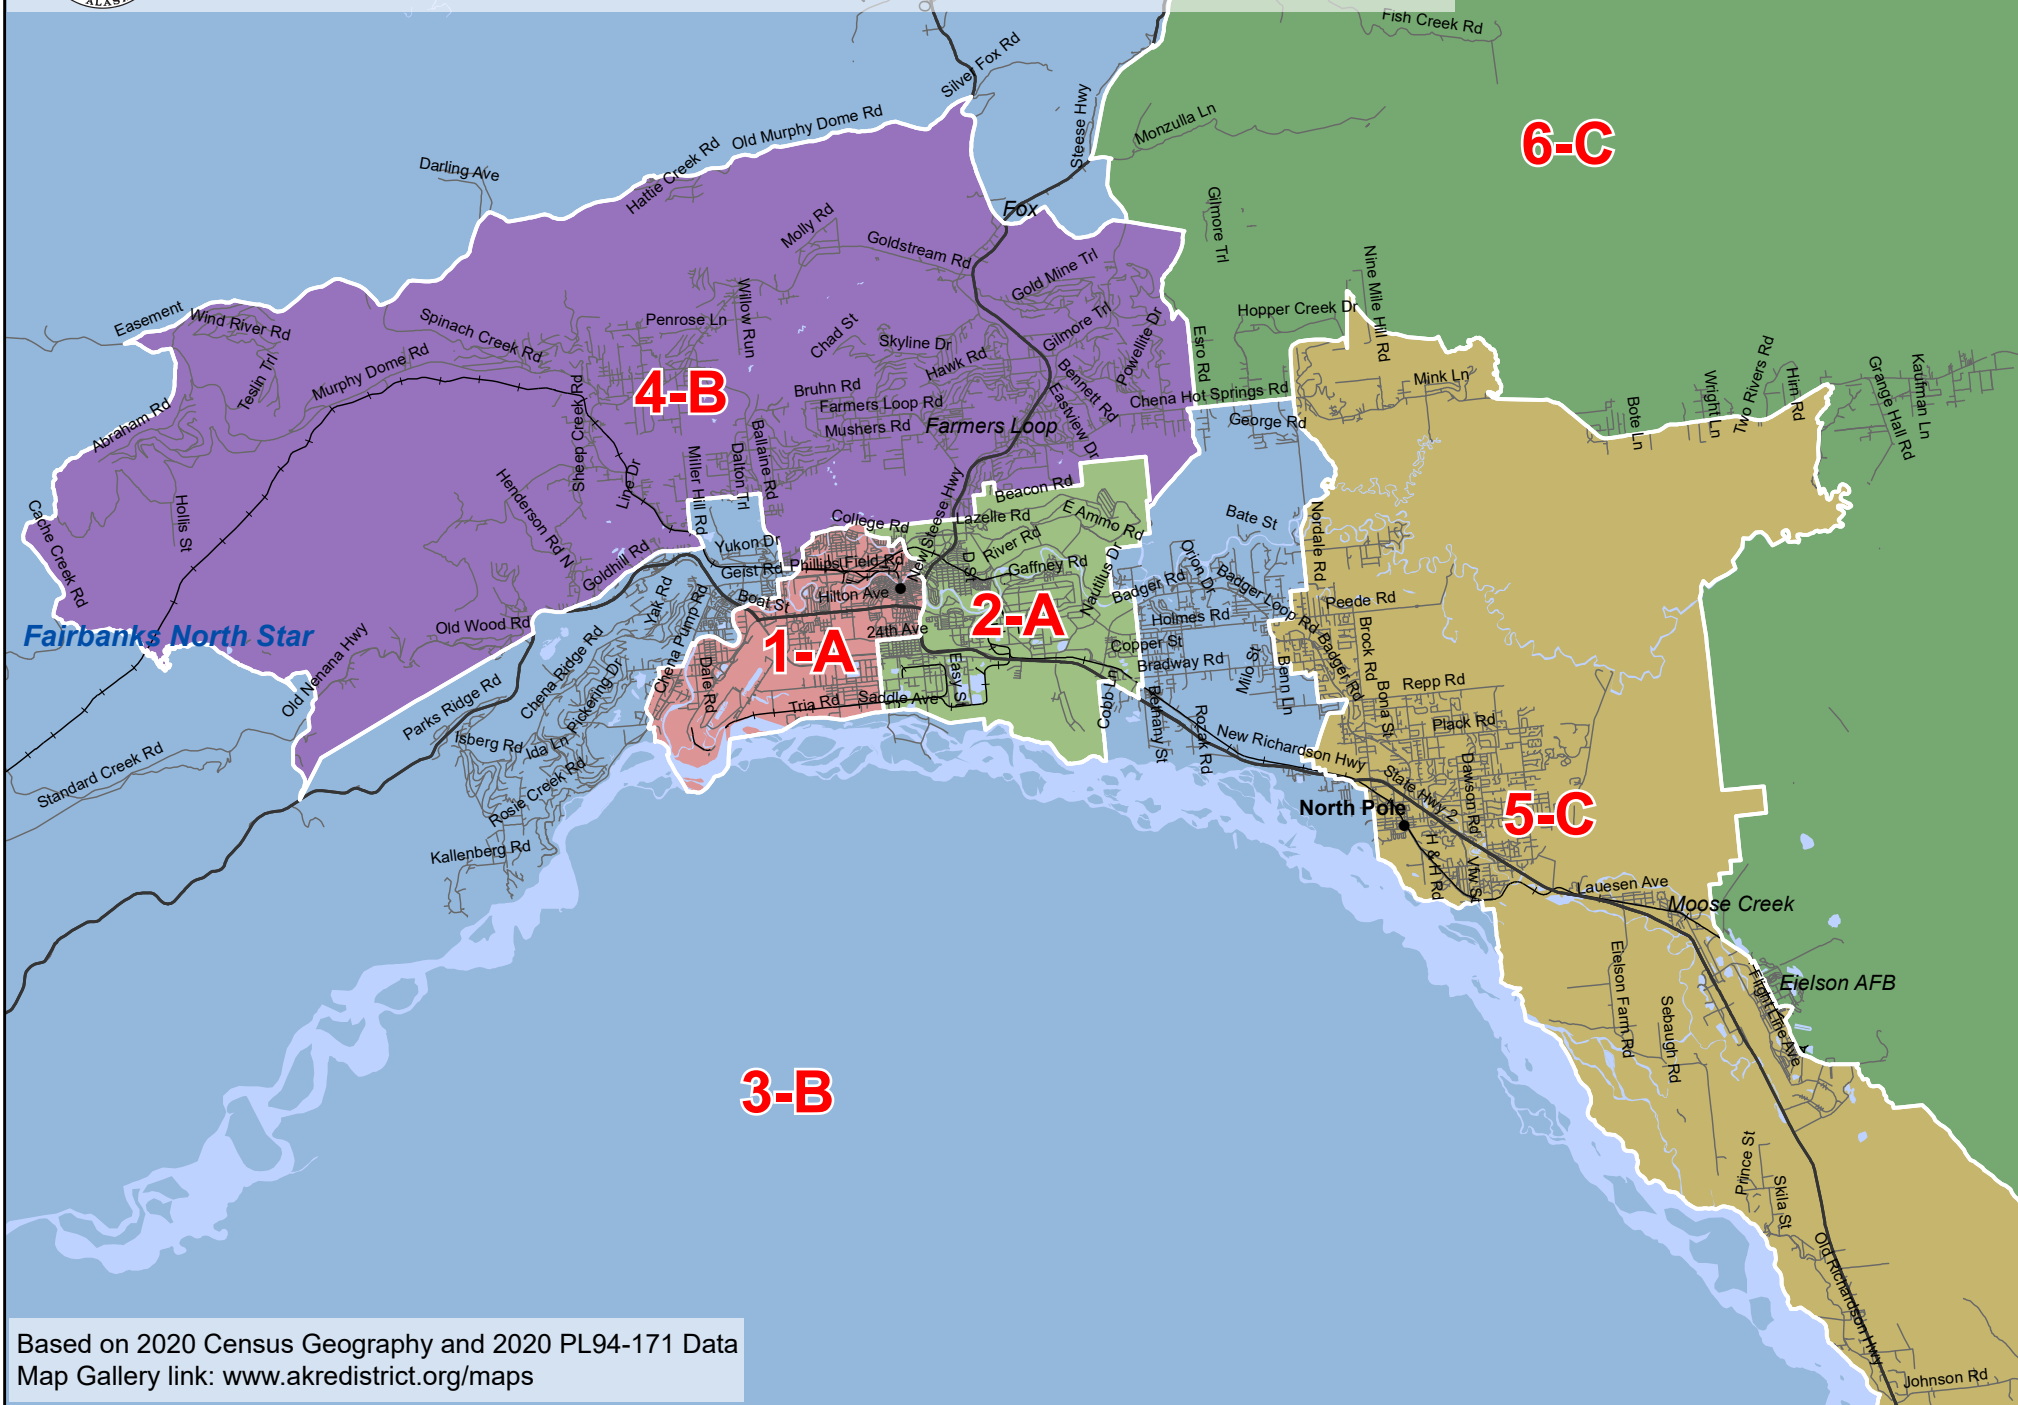 ALAS
Fish Creek Rd
Silver Fox Rd
Steese Hwy
Monzulla Ln
6-C
Old Murphy Dome Rd
Hattie Creek Rd
Darling Ave
Fox
Gilmore Trl
Molly Rd
Goldstream Rd
Gold Mine Trl
Nine Mile Hill Rd
Easement
Wind River Rd
Spinach Creek Rd
Willow Run
Penrose Ln
Chad St
Skyline Dr
Hawk Rd
Gilmore Trl
Powellite Dr
Hopper Creek Dr
Esro Rd
Teslin Trl
Murphy Dome Rd
Sheep Creek Rd
4-B
Bruhn Rd
Farmers Loop Rd
Mushers Rd
Farmers Loop
Bennett Rd
Eastview Dr
Chena Hot Springs Rd
George Rd
Mink Ln
Bote Ln
Wright Ln
Two Rivers Rd
Hirn Rd
Grange Hall Rd
Kaufman Ln
Abraham Rd
Ballaine Rd
Dalton Trl
Miller Hill Rd
Line Dr
Henderson Rd N
Hollis St
Cache Creek Rd
New Steese Hwy
Beacon Rd
College Rd
Lazelle Rd
E Ammo Rd
River Rd
D St
Bate St
Nordale Rd
Yukon Dr
Goldhill Rd
Geist Rd
Phillips Field Rd
Gaffney Rd
Nautilus Dr
Orion Dr
Badger Rd
Badger Loop Rd
Peede Rd
Boat St
Hilton Ave
Yak Rd
Chena Pump Rd
Holmes Rd
2-A
Fairbanks North Star
Old Wood Rd
24th Ave
1-A
Copper St
Bradway Rd
Milo St
Benn Ln
Badger Rd
Brock Rd
Old Nenana Hwy
Chena Ridge Rd
Pickering Dr
Dale Rd
Easy St
Saddle Ave
Tria Rd
Cobb Ln
Bethany St
Rozak Rd
Bona St
Repp Rd
Plack Rd
Parks Ridge Rd
Isberg Rd
Ida Ln
New Richardson Hwy
State Hwy 2
Dawson Rd
Standard Creek Rd
Rosie Creek Rd
North Pole
5-C
Kallenberg Rd
H & H Rd
Vfw St
Lauesen Ave
Moose Creek
Eielson Farm Rd
Sebaugh Rd
Flight Line Ave
Eielson AFB
3-B
Prince St
Skila St
Old Richardson Hwy
Johnson Rd
Based on 2020 Census Geography and 2020 PL94-171 Data
Map Gallery link: www.akredistrict.org/maps